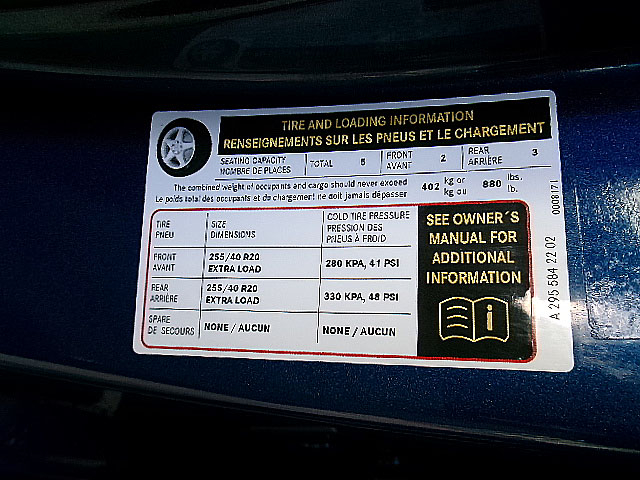 TIRE AND LOADING INFORMATION
RENSEIGNEMENTS SUR LES PNEUS ET LE CHARGEMENT
SEATING CAPACITY
NOMBRE DE PLACES
TOTAL 5
FRONT
AVANT
2
REAR
ARRIÈRE
3
The combined weight of occupants and cargo should never exceed
Le poids total des occupants et du chargement ne doit jamais dépasser
402 kg or
kg ou
880 lbs.
lb.
TIRE
PNEU
SIZE
DIMENSIONS
COLD TIRE PRESSURE
PRESSION DES
PNEUS À FROID
FRONT
AVANT
255/40 R20
EXTRA LOAD
280 KPA, 41 PSI
REAR
ARRIÈRE
255/40 R20
EXTRA LOAD
330 KPA, 48 PSI
SPARE
DE SECOURS
NONE / AUCUN
NONE / AUCUN
SEE OWNER´S
MANUAL FOR
ADDITIONAL
INFORMATION
i
A 295 584 22 02
0008171